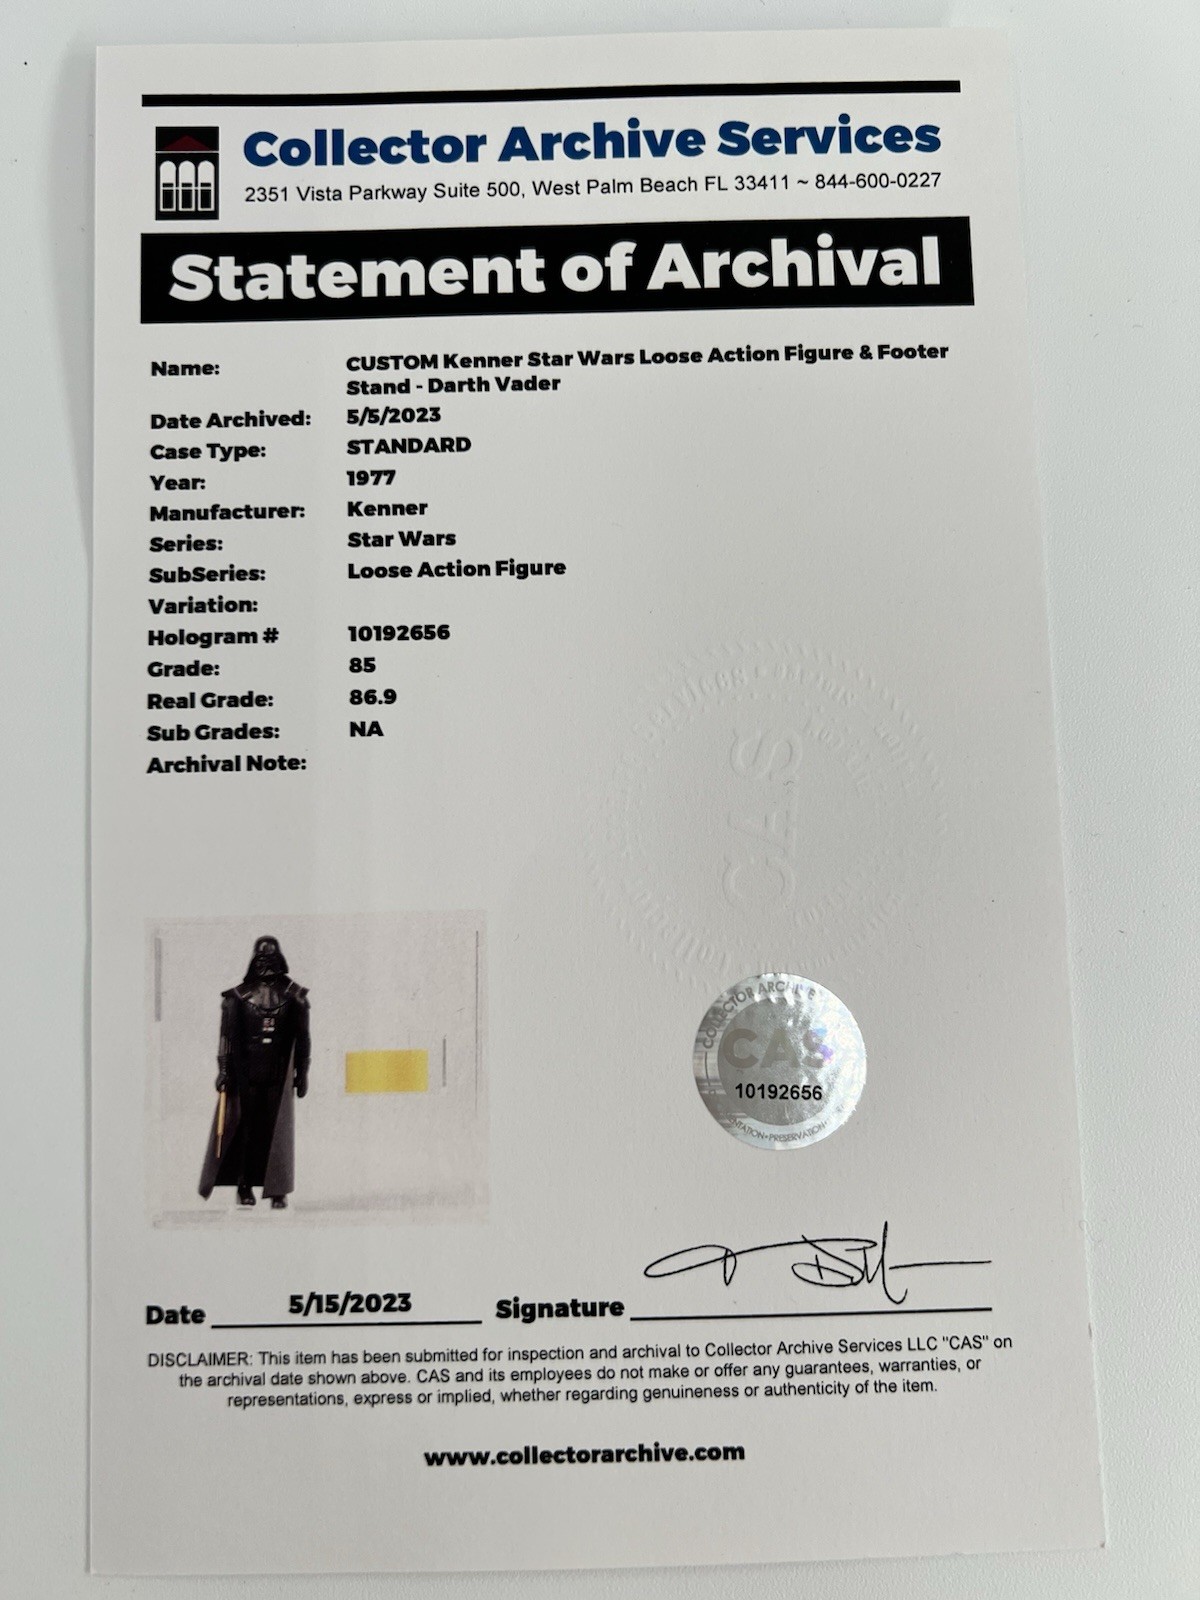 Collector Archive Services
2351 Vista Parkway Suite 500, West Palm Beach FL 33411 ~ 844-600-0227
Statement of Archival
Name: CUSTOM Kenner Star Wars Loose Action Figure & Footer
Stand - Darth Vader
Date Archived: 5/5/2023
Case Type: STANDARD
Year: 1977
Manufacturer: Kenner
Series: Star Wars
SubSeries: Loose Action Figure
Variation:
Hologram # 10192656
Grade: 85
Real Grade: 86.9
Sub Grades: NA
Archival Note:
CAS
COLLECTOR ARCHIVE
CAS
10192656
PRESERVATION
Date 5/15/2023 Signature
DISCLAIMER: This item has been submitted for inspection and archival to Collector Archive Services LLC "CAS" on
the archival date shown above. CAS and its employees do not make or offer any guarantees, warranties, or
representations, express or implied, whether regarding genuineness or authenticity of the item.
www.collectorarchive.com